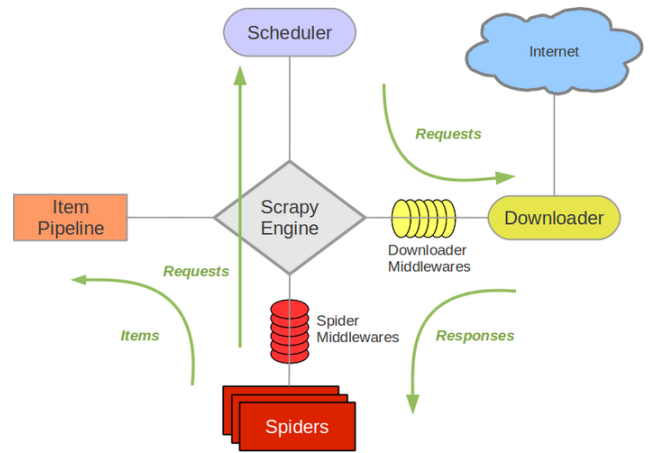 Scheduler
Internet
Requests
Item
Pipeline
Scrapy
Engine
Downloader
Downloader
Middlewares
Requests
Items
Spider
Middlewares
Responses
Spiders